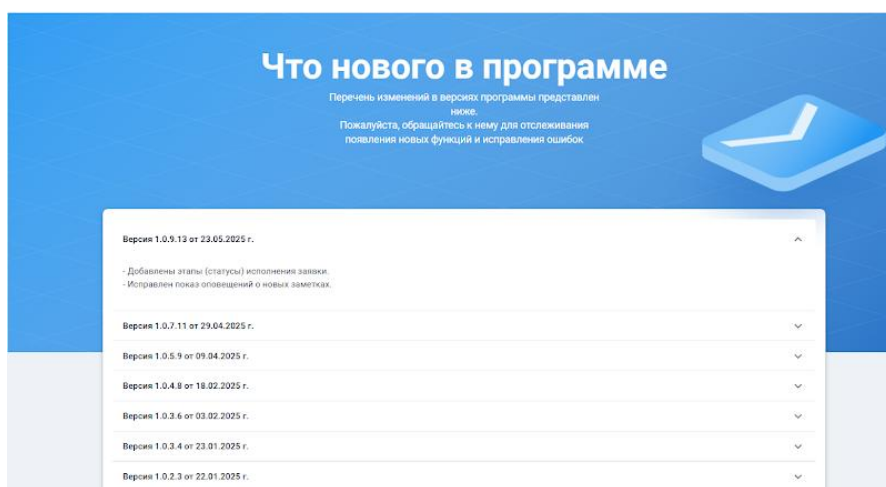 Что нового в программе
Перечень изменений в версиях программы представлен
ниже.
Пожалуйста, обращайтесь к нему для отслеживания
появления новых функций и исправления ошибок
Версия 1.0.9.13 от 23.05.2025 г.
- Добавлены этапы (статусы) исполнения заявки.
- Исправлен показ оповещений о новых заметках.
Версия 1.0.7.11 от 29.04.2025 г.
Версия 1.0.5.9 от 09.04.2025 г.
Версия 1.0.4.8 от 18.02.2025 г.
Версия 1.0.3.6 от 03.02.2025 г.
Версия 1.0.3.4 от 23.01.2025 г.
Версия 1.0.2.3 от 22.01.2025 г.